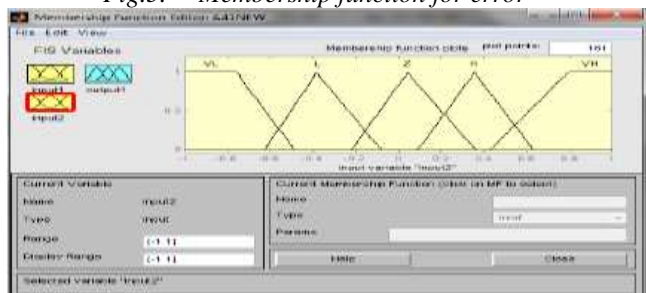 Fig.5. Membership function for error
Membership Function Editor: A41NEW
File Edit View
FIS Variables
Membership function plots plot points: 181
VL L Z H VH
1
input1 output1
0.5
input2
0
-1 -0.8 -0.6 -0.4 -0.2 0 0.2 0.4 0.6 0.8 1
input variable "input2"
Current Variable
Current Membership Function (click on MF to select)
Name input2
Name
Type input
Type trimf
Params
Range [-1 1]
Display Range [-1 1]
Help Close
Selected variable "input2"